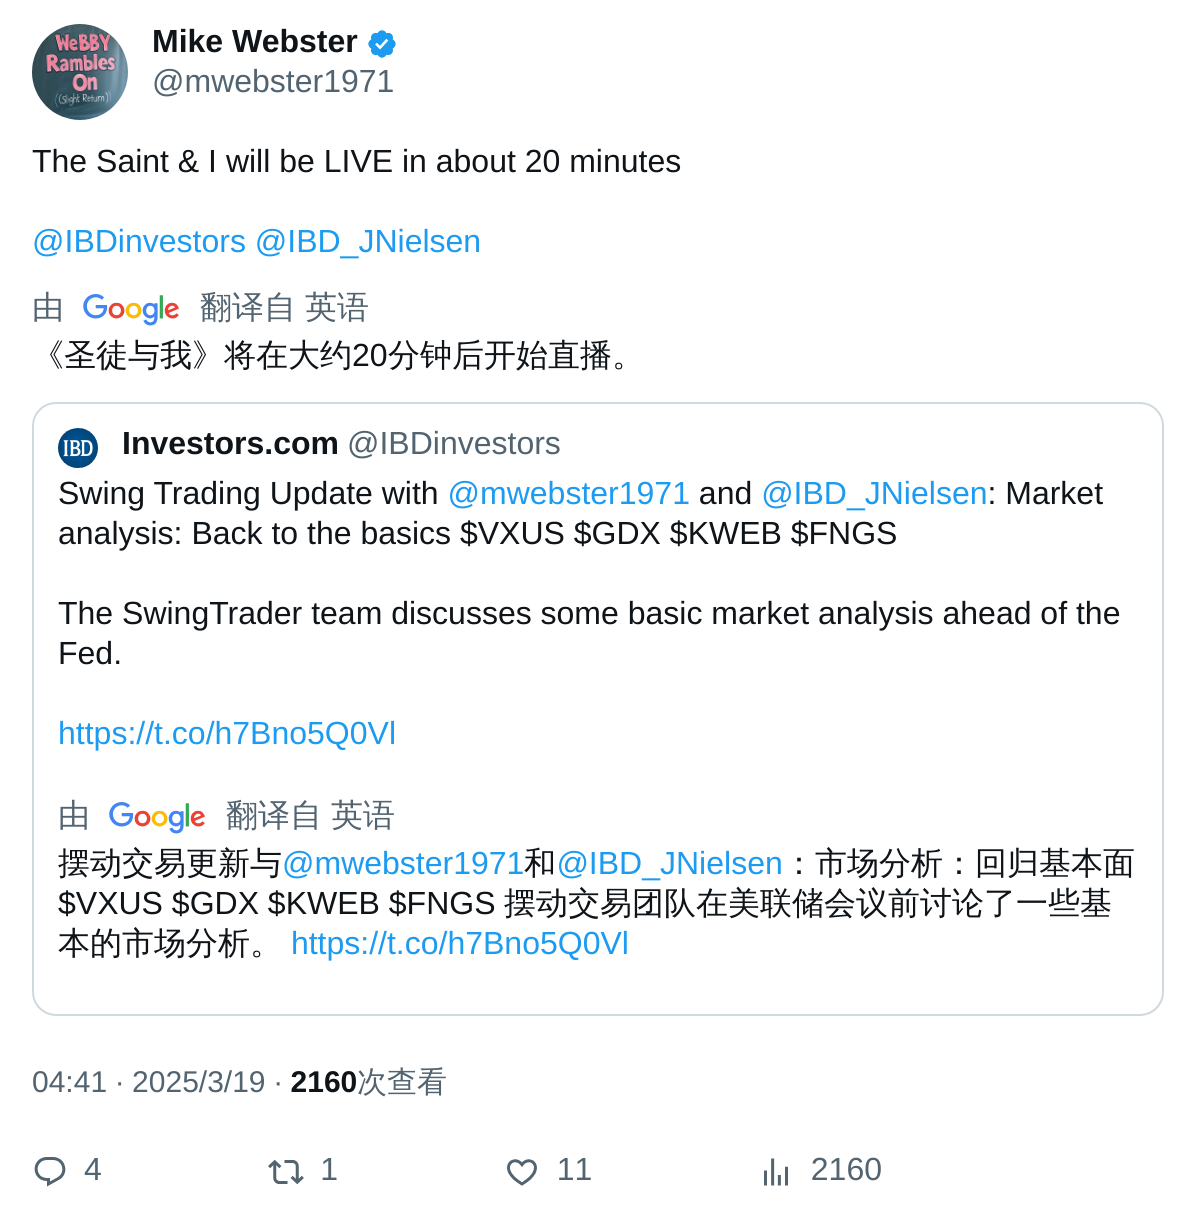 WeBBY
Rambles
On
((Slight Return))
Mike Webster
@mwebster1971
The Saint & I will be LIVE in about 20 minutes
@IBDinvestors @IBD_JNielsen
由 Google 翻译自 英语
《圣徒与我》将在大约20分钟后开始直播。
IBD Investors.com @IBDinvestors
Swing Trading Update with @mwebster1971 and @IBD_JNielsen: Market
analysis: Back to the basics $VXUS $GDX $KWEB $FNGS
The SwingTrader team discusses some basic market analysis ahead of the
Fed.
https://t.co/h7Bno5Q0Vl
由 Google 翻译自 英语
摆动交易更新与@mwebster1971和@IBD_JNielsen：市场分析：回归基本面
$VXUS $GDX $KWEB $FNGS 摆动交易团队在美联储会议前讨论了一些基
本的市场分析。 https://t.co/h7Bno5Q0Vl
04:41 · 2025/3/19 · 2160次查看
4 1 11 2160